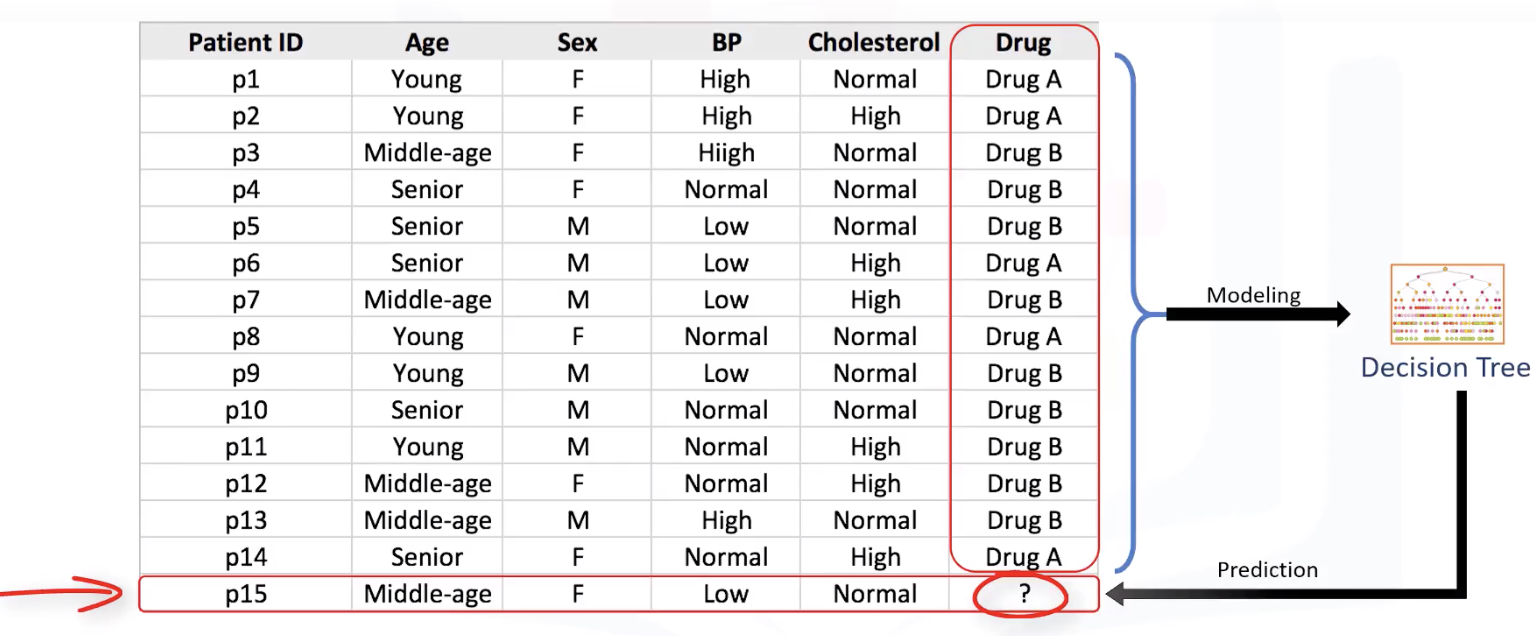 Patient ID Age Sex BP Cholesterol Drug
p1 Young F High Normal Drug A
p2 Young F High High Drug A
p3 Middle-age F Hiigh Normal Drug B
p4 Senior F Normal Normal Drug B
p5 Senior M Low Normal Drug B
p6 Senior M Low High Drug A
p7 Middle-age M Low High Drug B
p8 Young F Normal Normal Drug A
p9 Young M Low Normal Drug B
p10 Senior M Normal Normal Drug B
p11 Young M Normal High Drug B
p12 Middle-age F Normal High Drug B
p13 Middle-age M High Normal Drug B
p14 Senior F Normal High Drug A
p15 Middle-age F Low Normal ?
Modeling
Decision Tree
Prediction